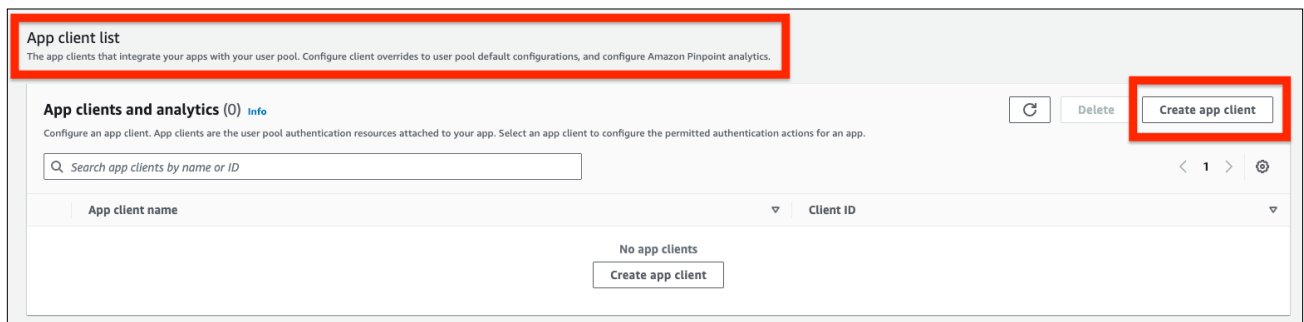 App client list
The app clients that integrate your apps with your user pool. Configure client overrides to user pool default configurations, and configure Amazon Pinpoint analytics.
App clients and analytics (0) Info
Delete
Create app client
Configure an app client. App clients are the user pool authentication resources attached to your app. Select an app client to configure the permitted authentication actions for an app.
Search app clients by name or ID
1
App client name
Client ID
No app clients
Create app client